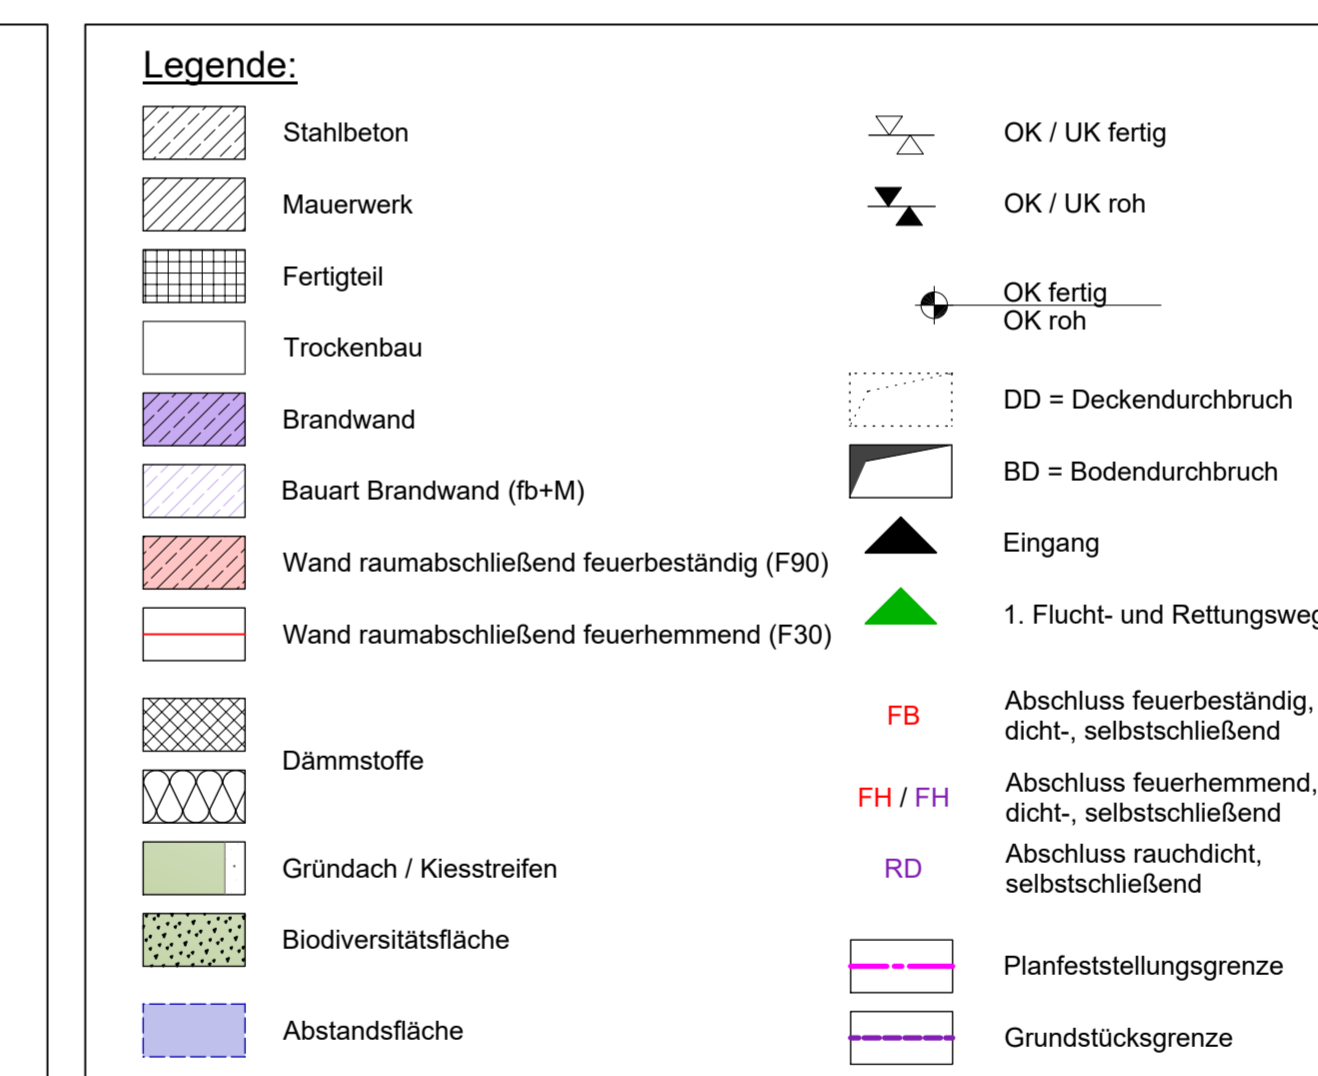 Legende:
Stahlbeton
Mauerwerk
Fertigteil
Trockenbau
Brandwand
Bauart Brandwand (fb+M)
Wand raumabschließend feuerbeständig (F90)
Wand raumabschließend feuerhemmend (F30)
Dämmstoffe
Gründach / Kiesstreifen
Biodiversitätsfläche
Abstandsfläche
OK / UK fertig
OK / UK roh
OK fertig
OK roh
DD = Deckendurchbruch
BD = Bodendurchbruch
Eingang
1. Flucht- und Rettungsweg
FB
Abschluss feuerbeständig,
dicht-, selbstschließend
FH / FH
Abschluss feuerhemmend,
dicht-, selbstschließend
RD
Abschluss rauchdicht,
selbstschließend
Planfeststellungsgrenze
Grundstücksgrenze